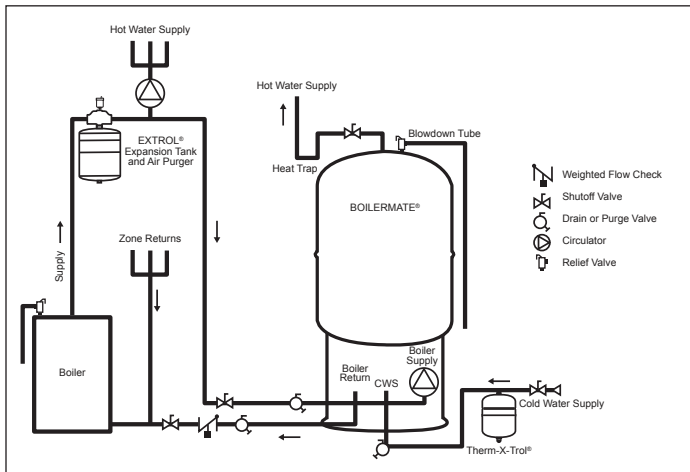 Hot Water Supply
EXTROL®
Expansion Tank
and Air Purger
Zone Returns
Supply
Boiler
Hot Water Supply
Heat Trap
Blowdown Tube
BOILERMATE®
Boiler
Return
CWS
Boiler
Supply
Cold Water Supply
Therm-X-Trol®
Weighted Flow Check
Shutoff Valve
Drain or Purge Valve
Circulator
Relief Valve